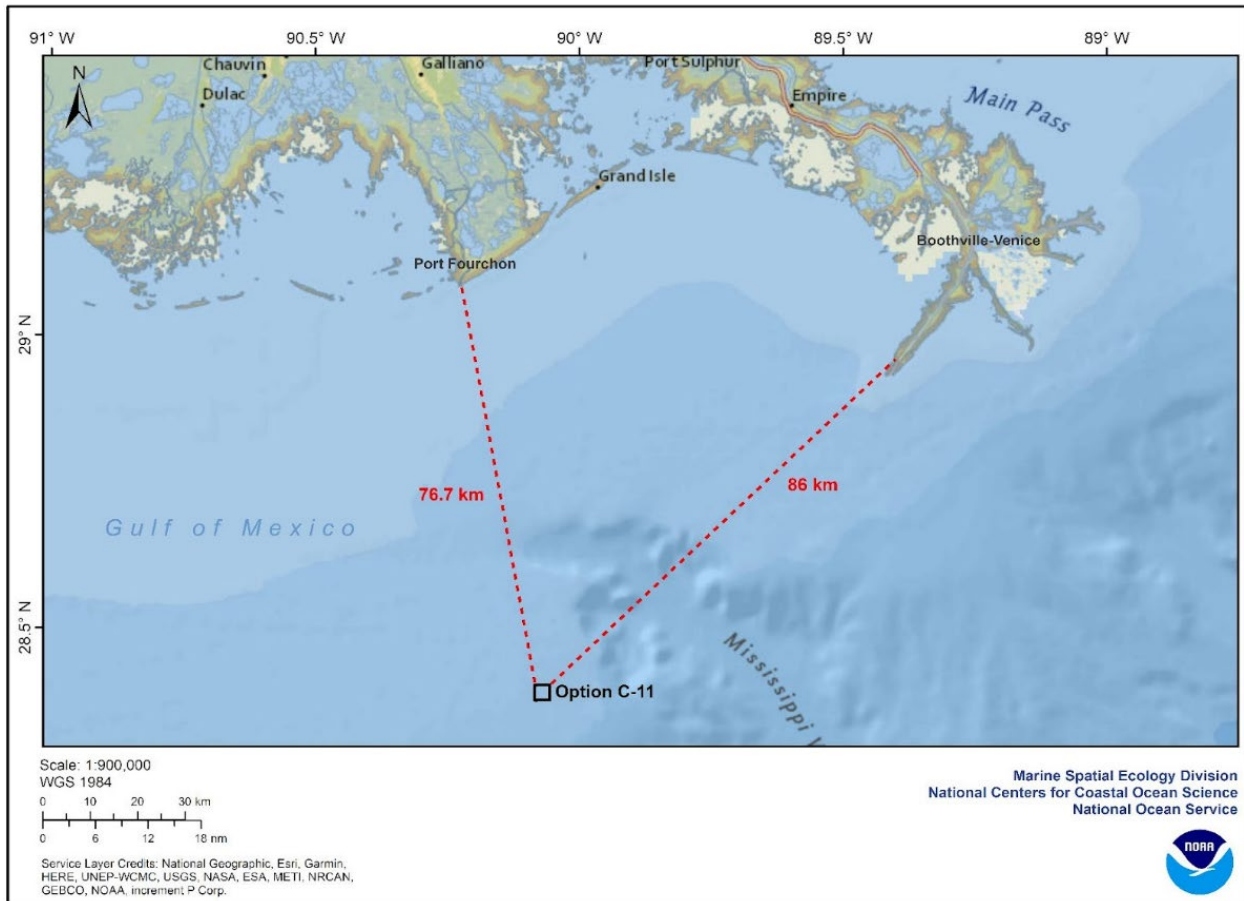 91° W
90.5° W
90° W
89.5° W
89° W
N
Chauvin
Dulac
Galliano
Port Sulphur
Empire
Main Pass
Grand Isle
Port Fourchon
Boothville-Venice
29° N
76.7 km
86 km
Gulf of Mexico
28.5° N
Mississippi
Option C-11
Scale: 1:900,000
WGS 1984
0 10 20 30 km
0 6 12 18 nm
Service Layer Credits: National Geographic, Esri, Garmin,
HERE, UNEP-WCMC, USGS, NASA, ESA, METI, NRCAN,
GEBCO, NOAA, increment P Corp.
Marine Spatial Ecology Division
National Centers for Coastal Ocean Science
National Ocean Service
NOAA